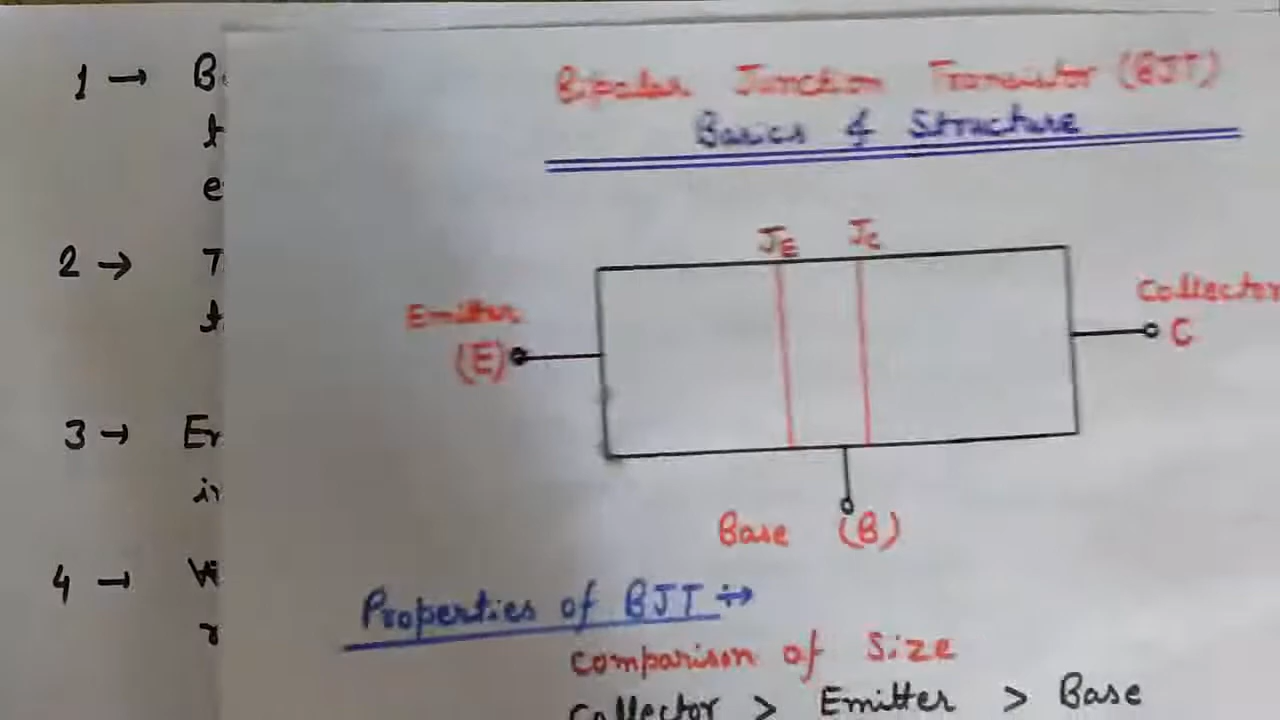 Bipolar Junction Transistor (BJT)
Basics & Structure
JE JC
Emitter
(E)
Collector
C
Base (B)
Properties of BJT
Comparison of Size
Collector > Emitter > Base
1 →
2 →
3 →
4 →